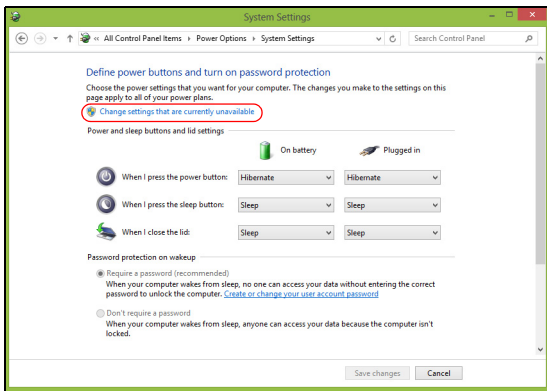 System Settings
« All Control Panel Items ▸ Power Options ▸ System Settings
Search Control Panel
Define power buttons and turn on password protection
Choose the power settings that you want for your computer. The changes you make to the settings on this
page apply to all of your power plans.
Change settings that are currently unavailable
Power and sleep buttons and lid settings
On battery Plugged in
When I press the power button: Hibernate Hibernate
When I press the sleep button: Sleep Sleep
When I close the lid: Sleep Sleep
Password protection on wakeup
Require a password (recommended)
When your computer wakes from sleep, no one can access your data without entering the correct
password to unlock the computer. Create or change your user account password
Don't require a password
When your computer wakes from sleep, anyone can access your data because the computer isn't
locked.
Save changes Cancel